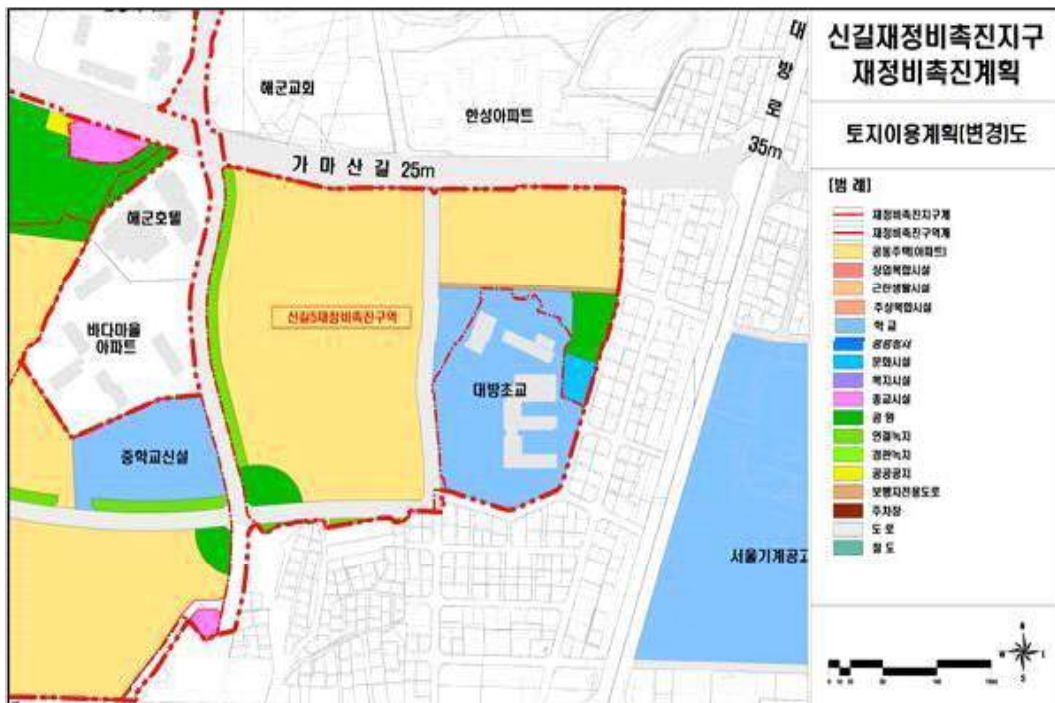 신길재정비촉진지구
재정비촉진계획
토지이용계획(변경)도
[범 례]
재정비촉진지구계
재정비촉진구역계
공동주택(아파트)
상업복합시설
근린생활시설
주상복합시설
학 교
공공청사
문화시설
복지시설
종교시설
공 원
연결녹지
경관녹지
공공공지
보행자전용도로
주차장
도 로
철 도
N
W E
S
해군교회
한성아파트
대방로
35m
가 마 산 길 25m
해군호텔
신길5재정비촉진구역
바다마을
아파트
대방초교
중학교신설
서울기계공고